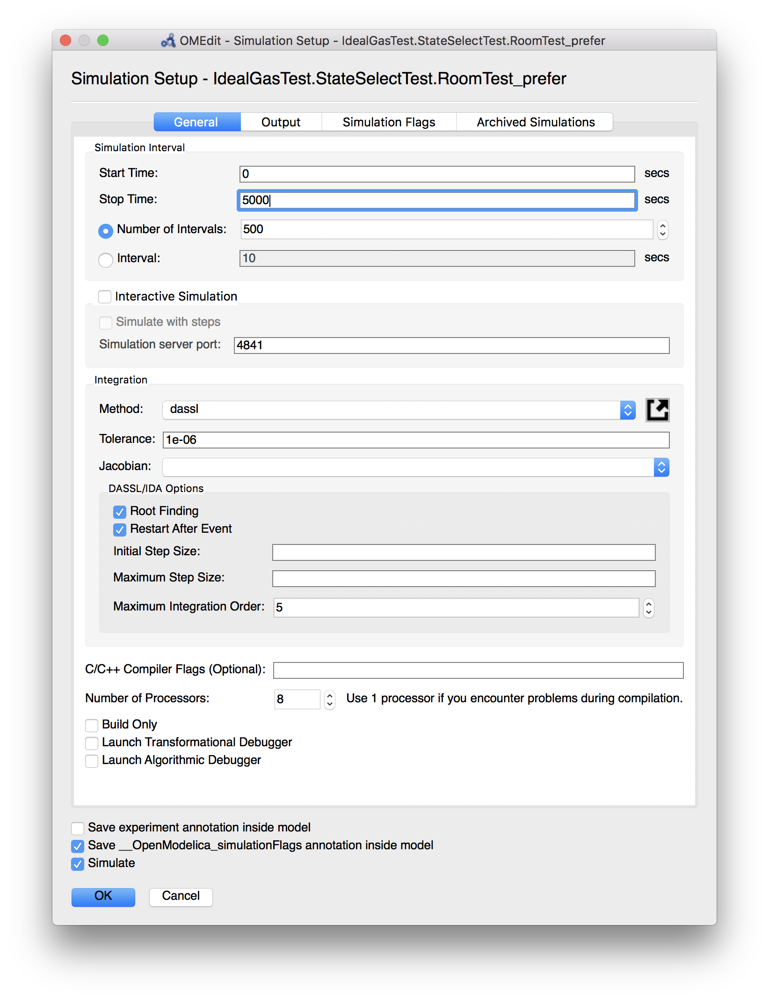 OMEdit - Simulation Setup - IdealGasTest.StateSelectTest.RoomTest_prefer
Simulation Setup - IdealGasTest.StateSelectTest.RoomTest_prefer
General Output Simulation Flags Archived Simulations
Simulation Interval
Start Time: 0 secs
Stop Time: 5000 secs
Number of Intervals: 500
Interval: 10 secs
Interactive Simulation
Simulate with steps
Simulation server port: 4841
Integration
Method: dassl
Tolerance: 1e-06
Jacobian:
DASSL/IDA Options
Root Finding
Restart After Event
Initial Step Size:
Maximum Step Size:
Maximum Integration Order: 5
C/C++ Compiler Flags (Optional):
Number of Processors: 8 Use 1 processor if you encounter problems during compilation.
Build Only
Launch Transformational Debugger
Launch Algorithmic Debugger
Save experiment annotation inside model
Save __OpenModelica_simulationFlags annotation inside model
Simulate
OK Cancel